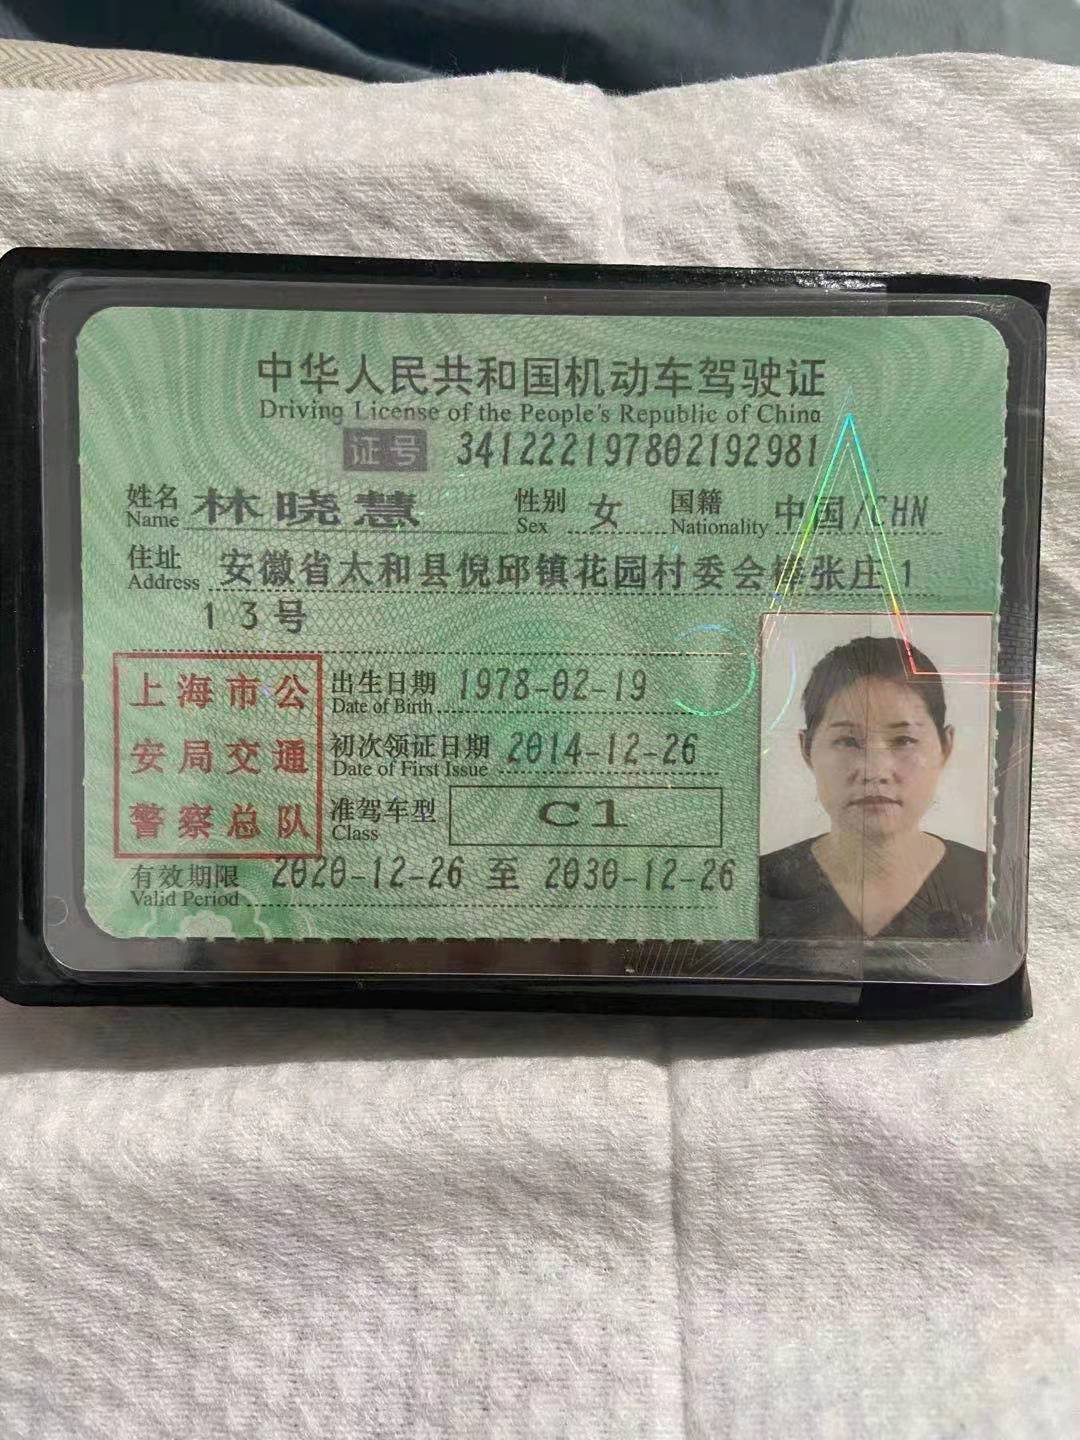 中华人民共和国机动车驾驶证
Driving License of the People's Republic of China
证号 341222197802192981
姓名 林晓慧 性别 女 国籍 中国/CHN
Name Sex Nationality
住址 安徽省太和县倪邱镇花园村委会 张庄1
Address
13号
上海市公
安局交通
警察总队
出生日期 1978-02-19
Date of Birth
初次领证日期 2014-12-26
Date of First Issue
准驾车型 C1
Class
有效期限 2020-12-26 至 2030-12-26
Valid Period